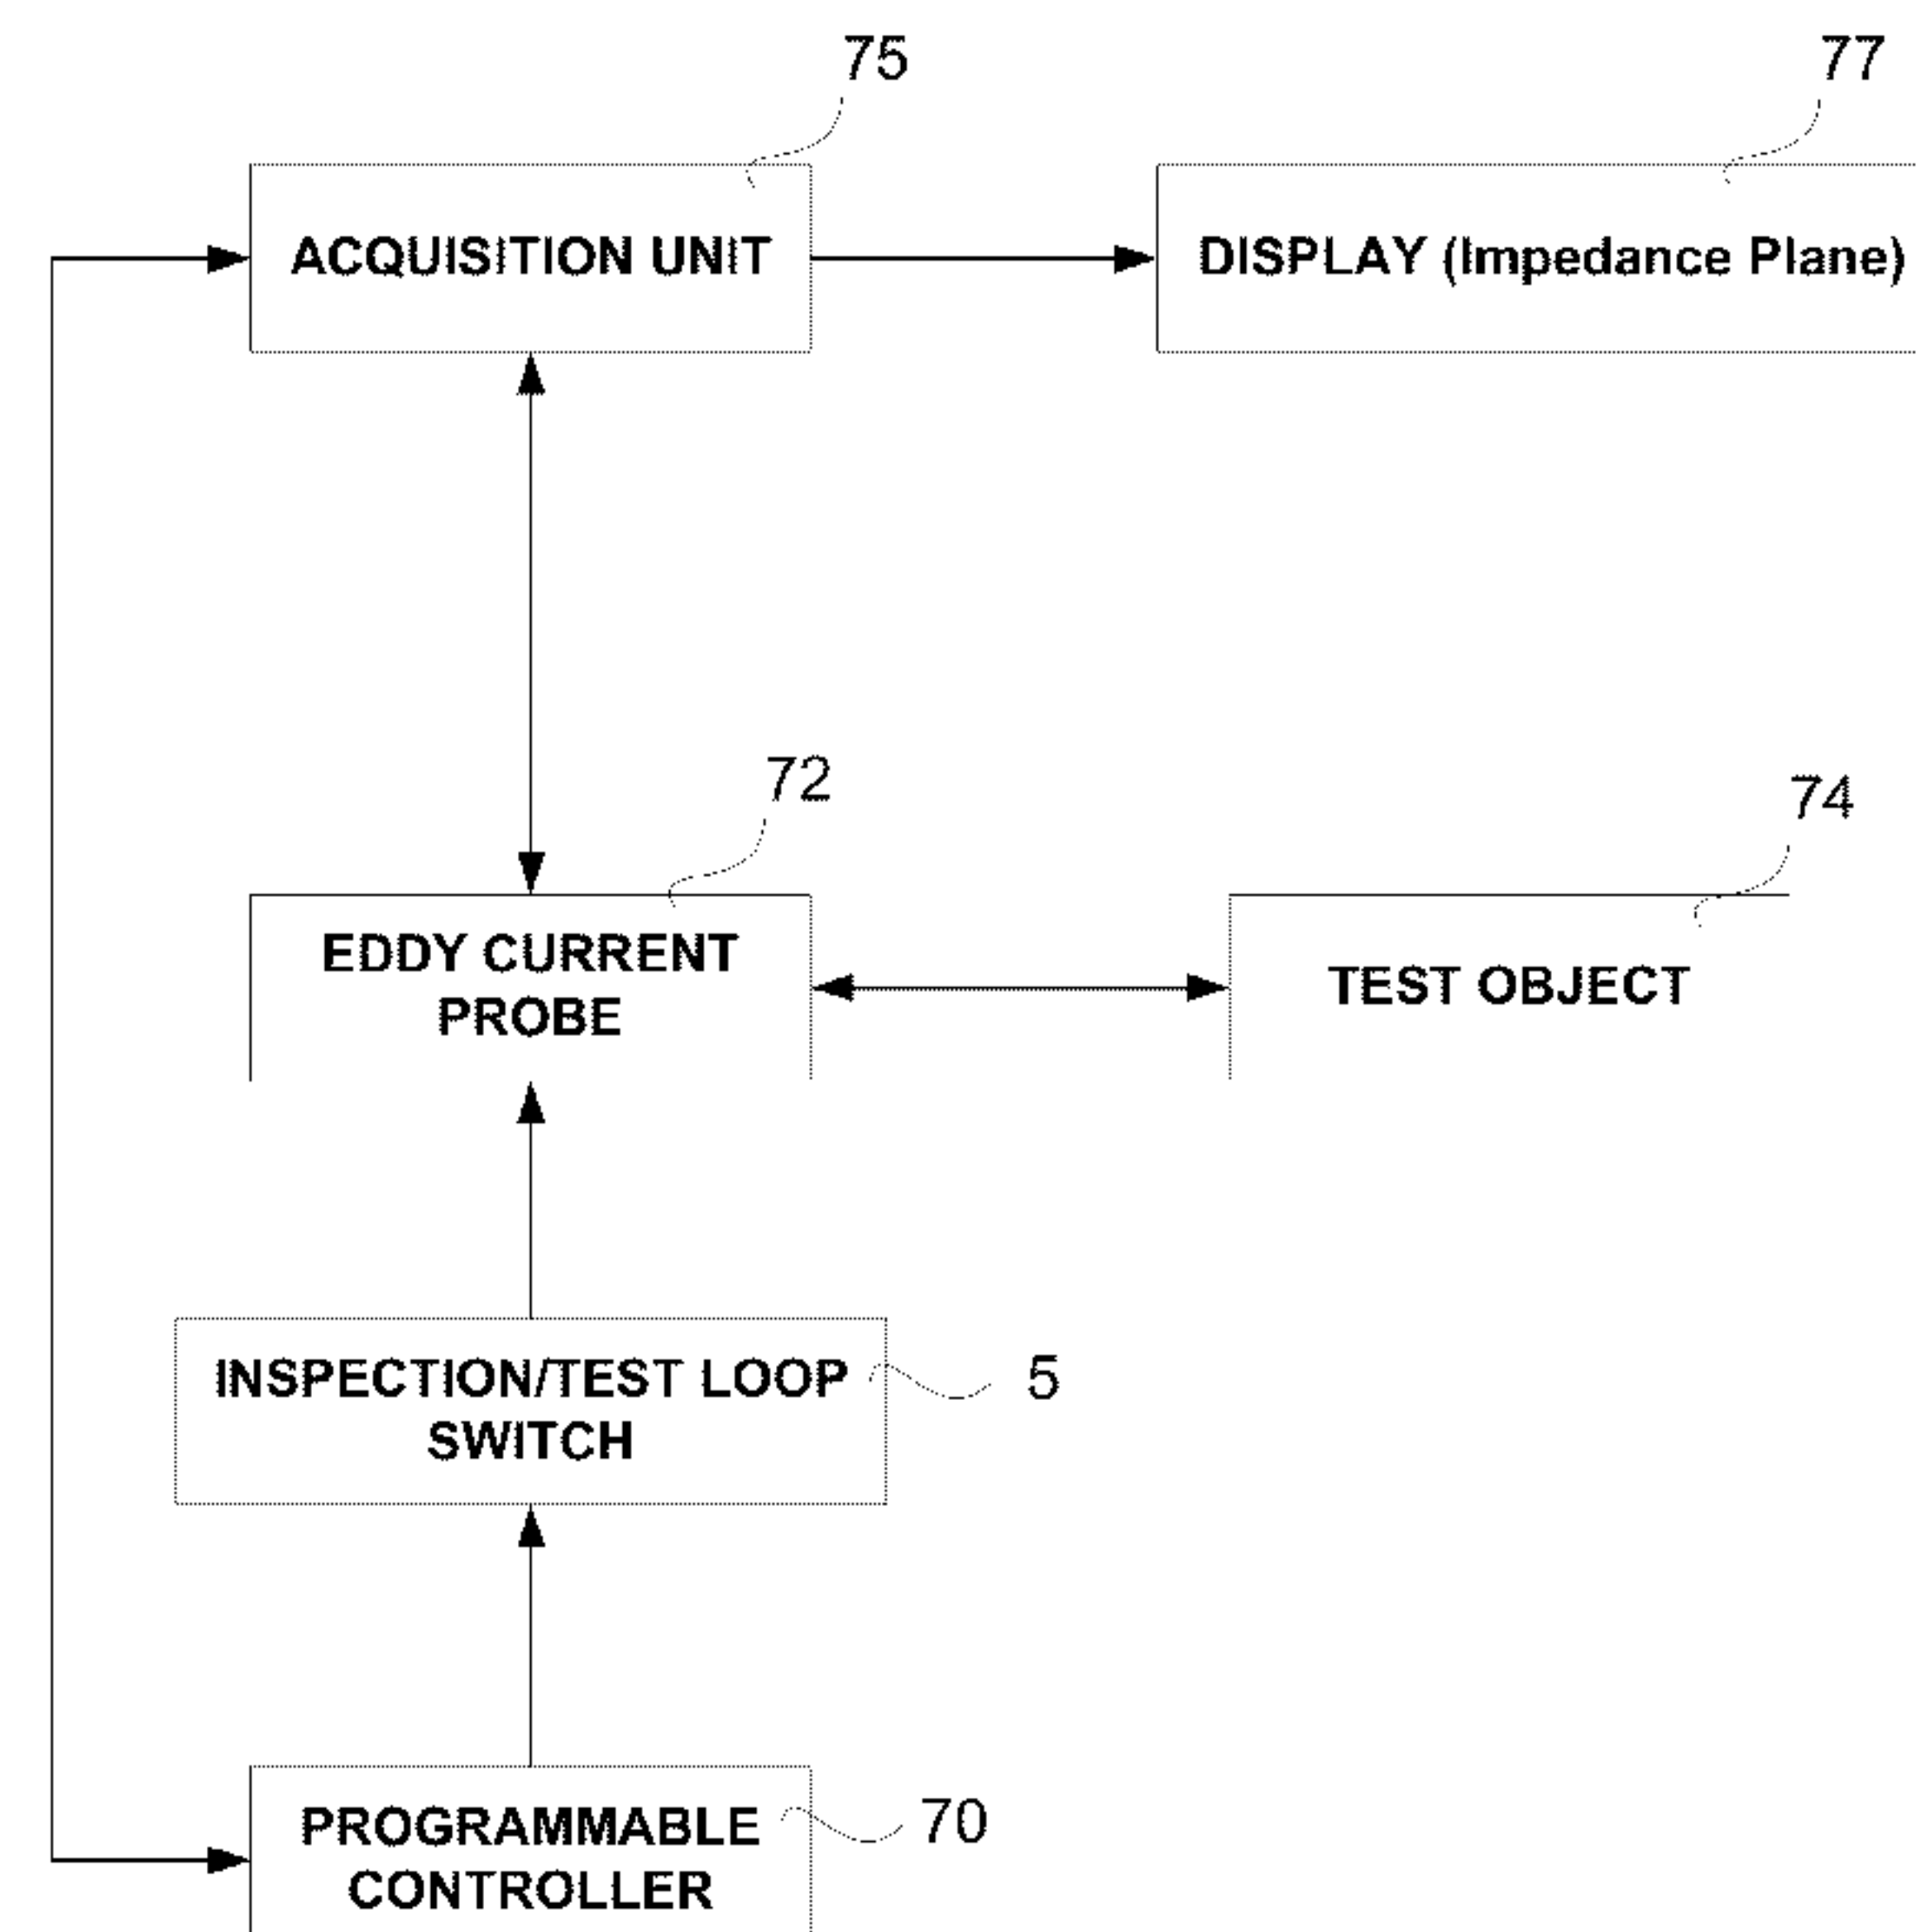 75
77
ACQUISITION UNIT
DISPLAY (Impedance Plane)
72
74
EDDY CURRENT
PROBE
TEST OBJECT
INSPECTION/TEST LOOP
SWITCH
5
PROGRAMMABLE
CONTROLLER
70